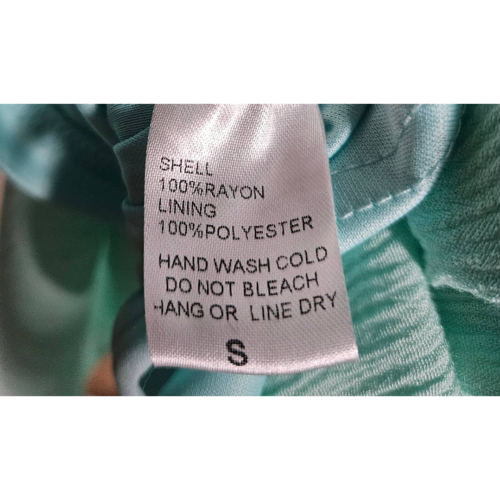 SHELL
100%RAYON
LINING
100%POLYESTER
HAND WASH COLD
DO NOT BLEACH
HANG OR LINE DRY
S